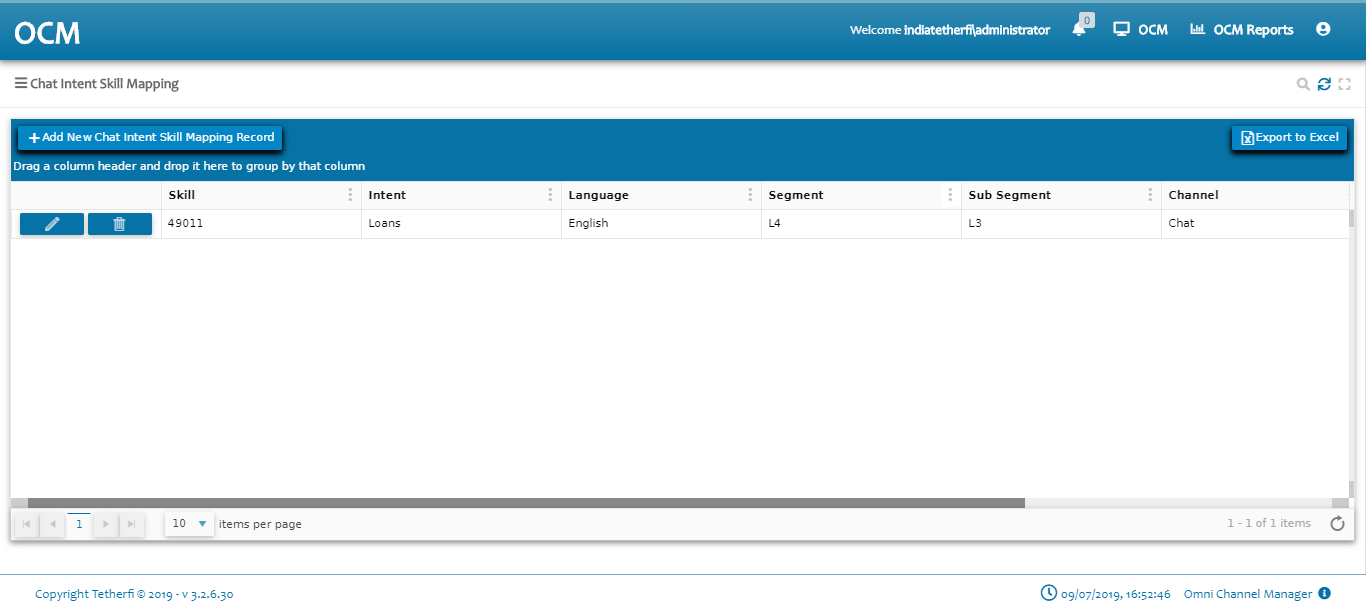 OCM
Welcome indiatetherfi\administrator
0
OCM
OCM Reports
Chat Intent Skill Mapping
Add New Chat Intent Skill Mapping Record
Export to Excel
Drag a column header and drop it here to group by that column
Skill Intent Language Segment Sub Segment Channel
49011 Loans English L4 L3 Chat
1
10
items per page
1 - 1 of 1 items
Copyright Tetherfi © 2019 - v 3.2.6.30
09/07/2019, 16:52:46
Omni Channel Manager